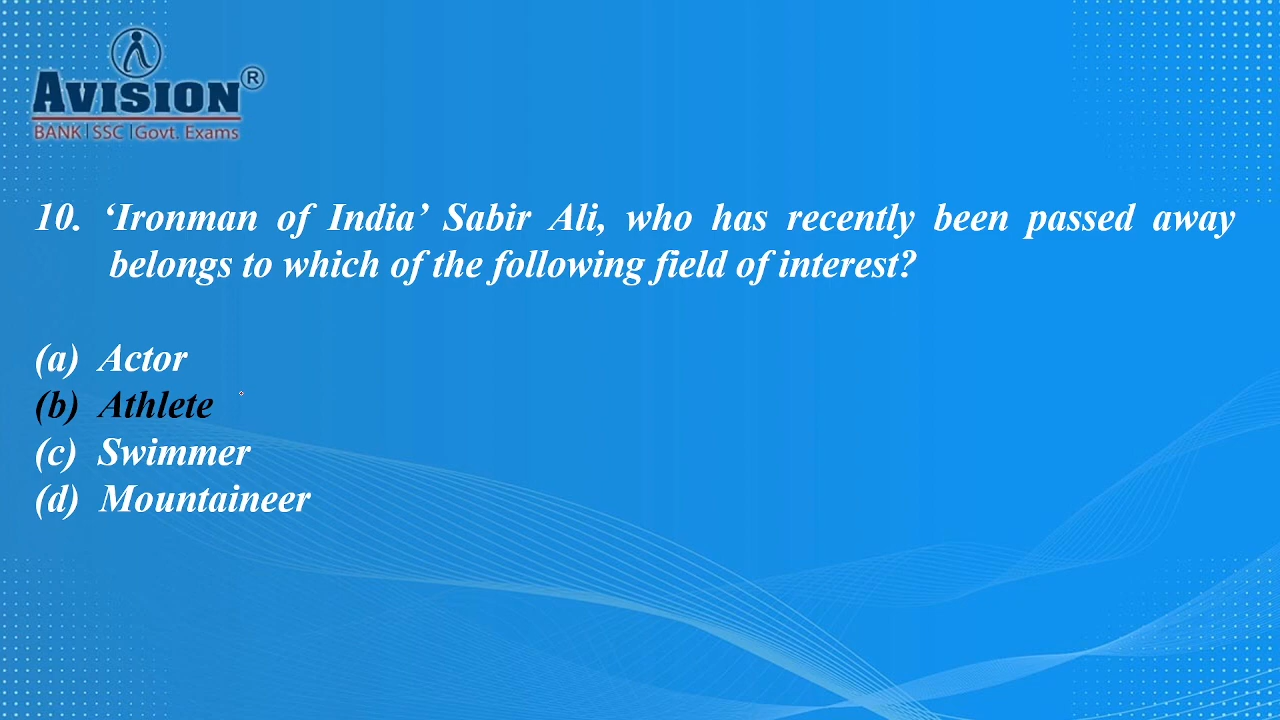 AVISION®
BANK|SSC|Govt. Exams
10. ‘Ironman of India’ Sabir Ali, who has recently been passed away
belongs to which of the following field of interest?
(a) Actor
(b) Athlete
(c) Swimmer
(d) Mountaineer